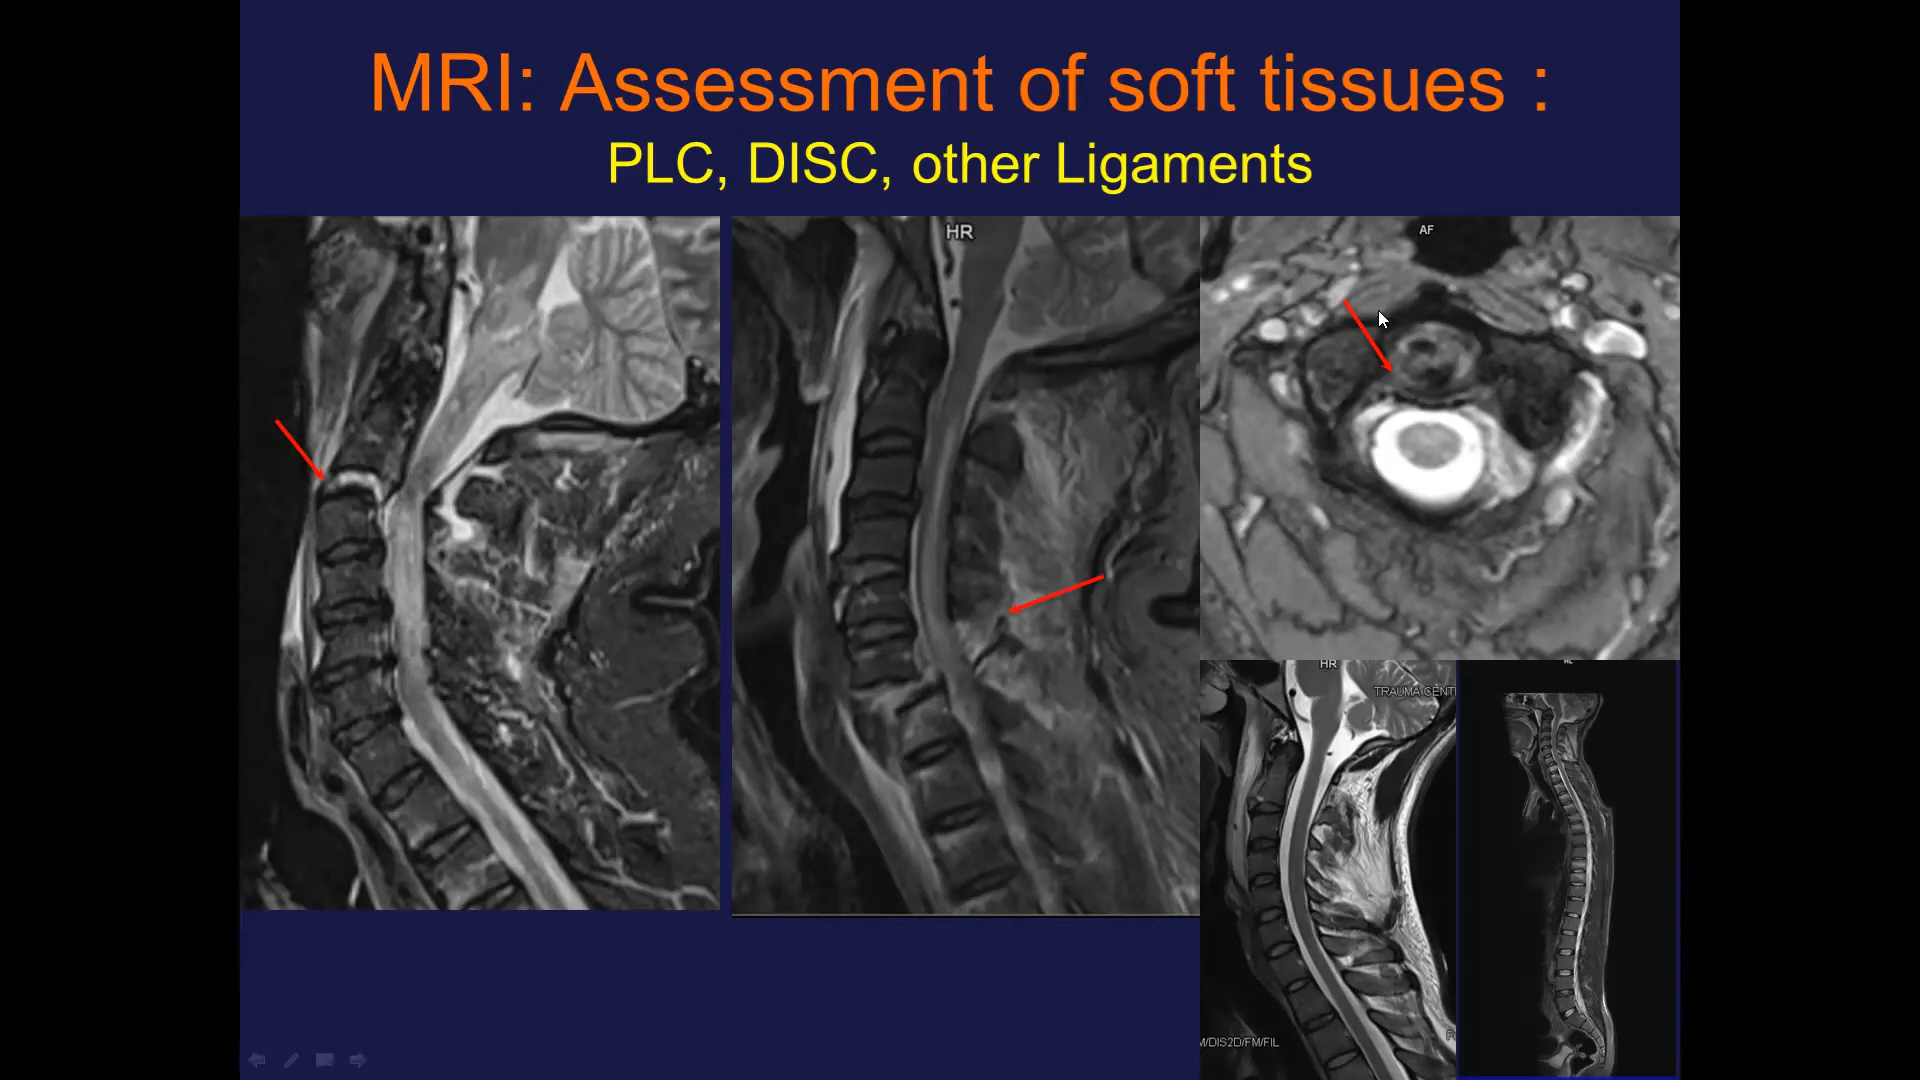 MRI: Assessment of soft tissues :
PLC, DISC, other Ligaments
HR
AF
HR
TRAUMA CENT
M/DIS2D/FM/FIL